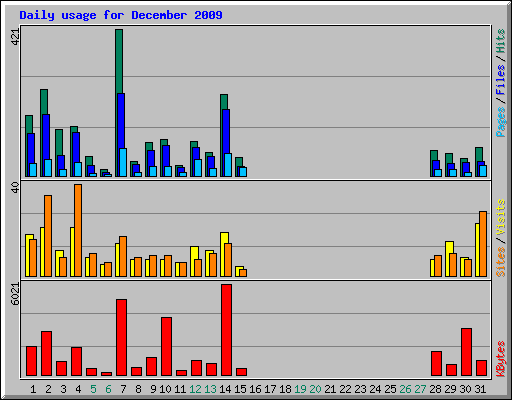 Daily usage for December 2009
421
Pages / Files / Hits
40
Sites / Visits
6021
KBytes
1 2 3 4 5 6 7 8 9 10 11 12 13 14 15 16 17 18 19 20 21 22 23 24 25 26 27 28 29 30 31